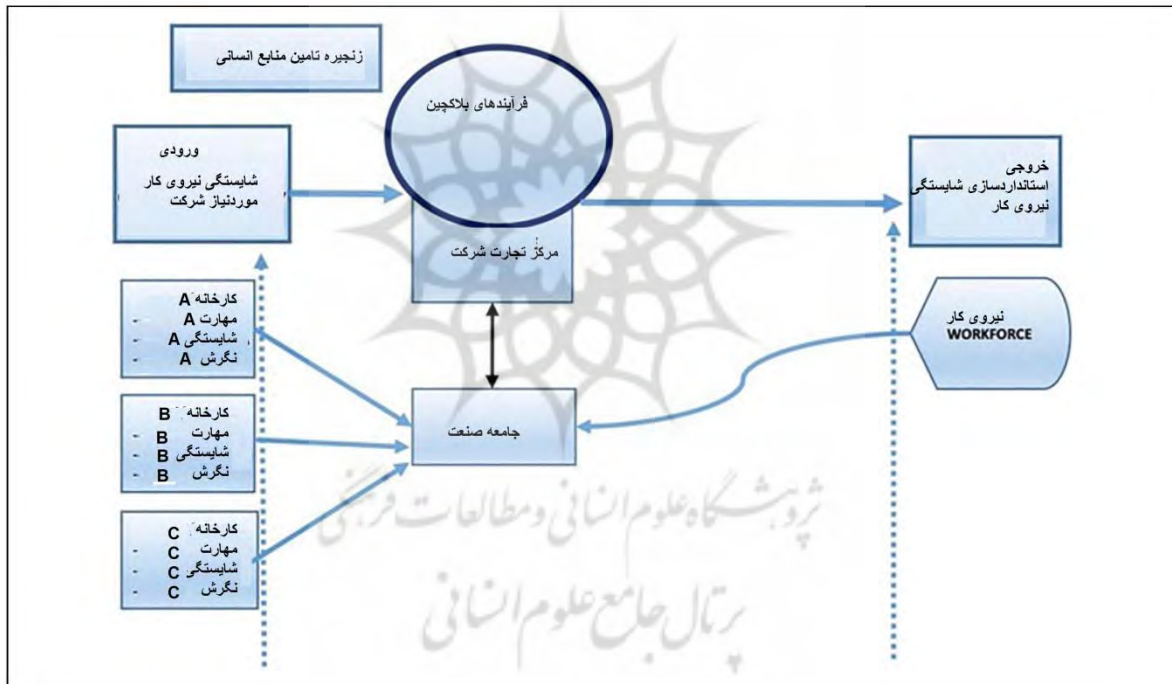 زنجیره تامین منابع انسانی
فرآیندهای بلاکچین
ورودی
شایستگی نیروی کار
موردنیاز شرکت
خروجی
استانداردسازی شایستگی
نیروی کار
مرکز تجارت شرکت
کارخانه A
- مهارت A
- شایستگی A
- نگرش A
نیروی کار
WORKFORCE
کارخانه B
- مهارت B
- شایستگی B
- نگرش B
جامعه صنعت
کارخانه C
- مهارت C
- شایستگی C
- نگرش C
پژوهشگاه علوم انسانی و مطالعات فرهنگی
پرتال جامع علوم انسانی